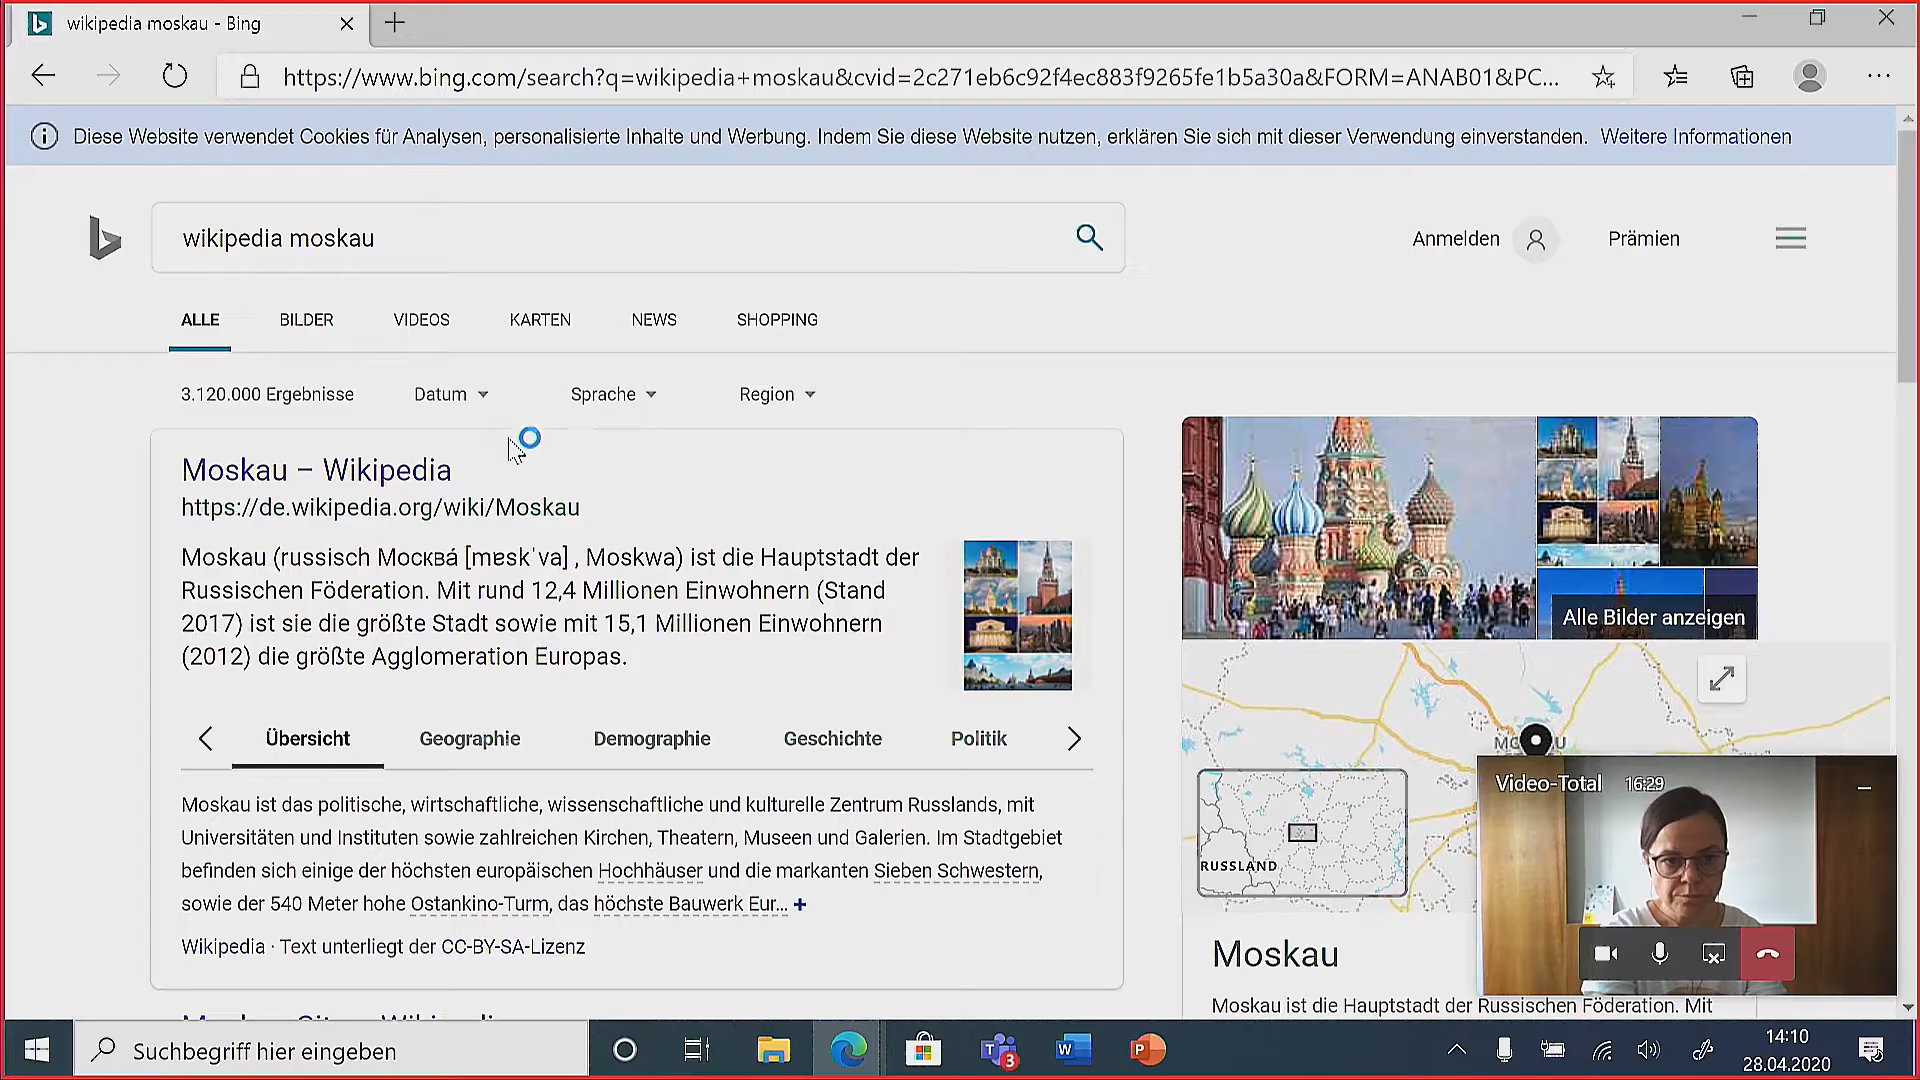 wikipedia moskau - Bing
https://www.bing.com/search?q=wikipedia+moskau&cvid=2c271eb6c92f4ec883f9265fe1b5a30a&FORM=ANAB01&PC...
Diese Website verwendet Cookies für Analysen, personalisierte Inhalte und Werbung. Indem Sie diese Website nutzen, erklären Sie sich mit dieser Verwendung einverstanden. Weitere Informationen
wikipedia moskau
Anmelden
Prämien
ALLE BILDER VIDEOS KARTEN NEWS SHOPPING
3.120.000 Ergebnisse Datum Sprache Region
Moskau – Wikipedia
https://de.wikipedia.org/wiki/Moskau
Moskau (russisch Москва́ [mɐskˈva] , Moskwa) ist die Hauptstadt der
Russischen Föderation. Mit rund 12,4 Millionen Einwohnern (Stand
2017) ist sie die größte Stadt sowie mit 15,1 Millionen Einwohnern
(2012) die größte Agglomeration Europas.
Übersicht Geographie Demographie Geschichte Politik
Moskau ist das politische, wirtschaftliche, wissenschaftliche und kulturelle Zentrum Russlands, mit
Universitäten und Instituten sowie zahlreichen Kirchen, Theatern, Museen und Galerien. Im Stadtgebiet
befinden sich einige der höchsten europäischen Hochhäuser und die markanten Sieben Schwestern,
sowie der 540 Meter hohe Ostankino-Turm, das höchste Bauwerk Eur... +
Wikipedia · Text unterliegt der CC-BY-SA-Lizenz
Alle Bilder anzeigen
RUSSLAND
Video-Total 16:29
Moskau
Moskau ist die Hauptstadt der Russischen Föderation. Mit
Suchbegriff hier eingeben
3
14:10
28.04.2020